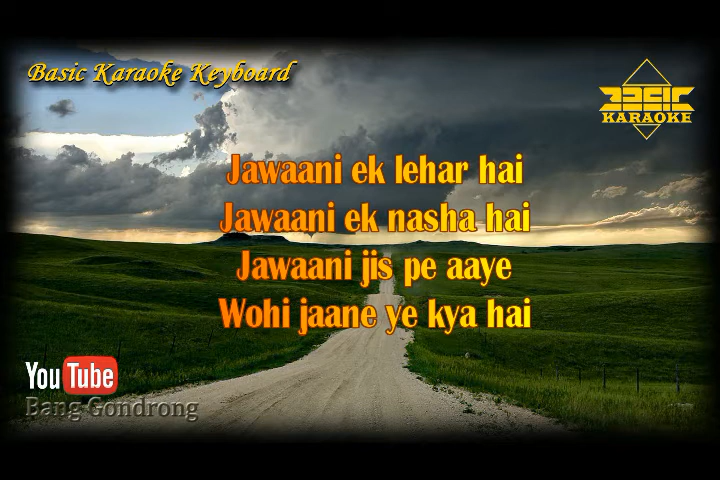 Basic Karaoke Keyboard
BASIC
KARAOKE
Jawaani ek lehar hai
Jawaani ek nasha hai
Jawaani jis pe aaye
Wohi jaane ye kya hai
YouTube
Bang Gondrong